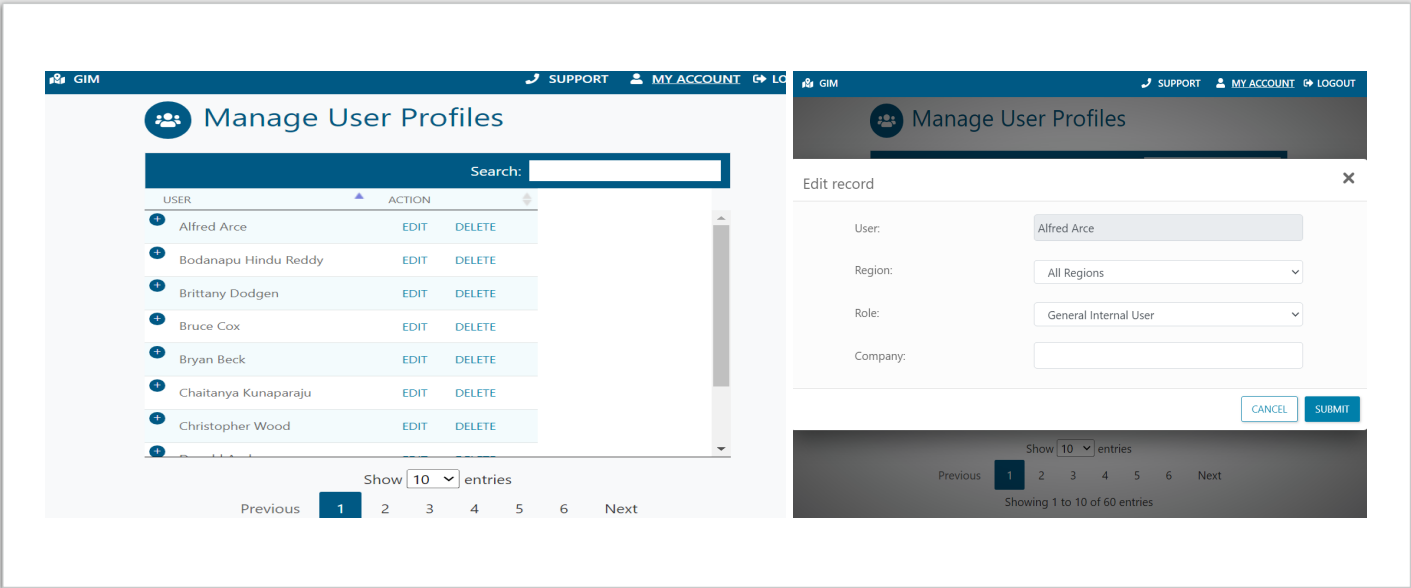 GIM SUPPORT MY ACCOUNT LO
Manage User Profiles
Search:
USER ACTION
Alfred Arce EDIT DELETE
Bodanapu Hindu Reddy EDIT DELETE
Brittany Dodgen EDIT DELETE
Bruce Cox EDIT DELETE
Bryan Beck EDIT DELETE
Chaitanya Kunaparaju EDIT DELETE
Christopher Wood EDIT DELETE
Show 10 entries
Previous 1 2 3 4 5 6 Next
GIM SUPPORT MY ACCOUNT LOGOUT
Manage User Profiles
Edit record
User: Alfred Arce
Region: All Regions
Role: General Internal User
Company:
CANCEL SUBMIT
Show 10 entries
Previous 1 2 3 4 5 6 Next
Showing 1 to 10 of 60 entries